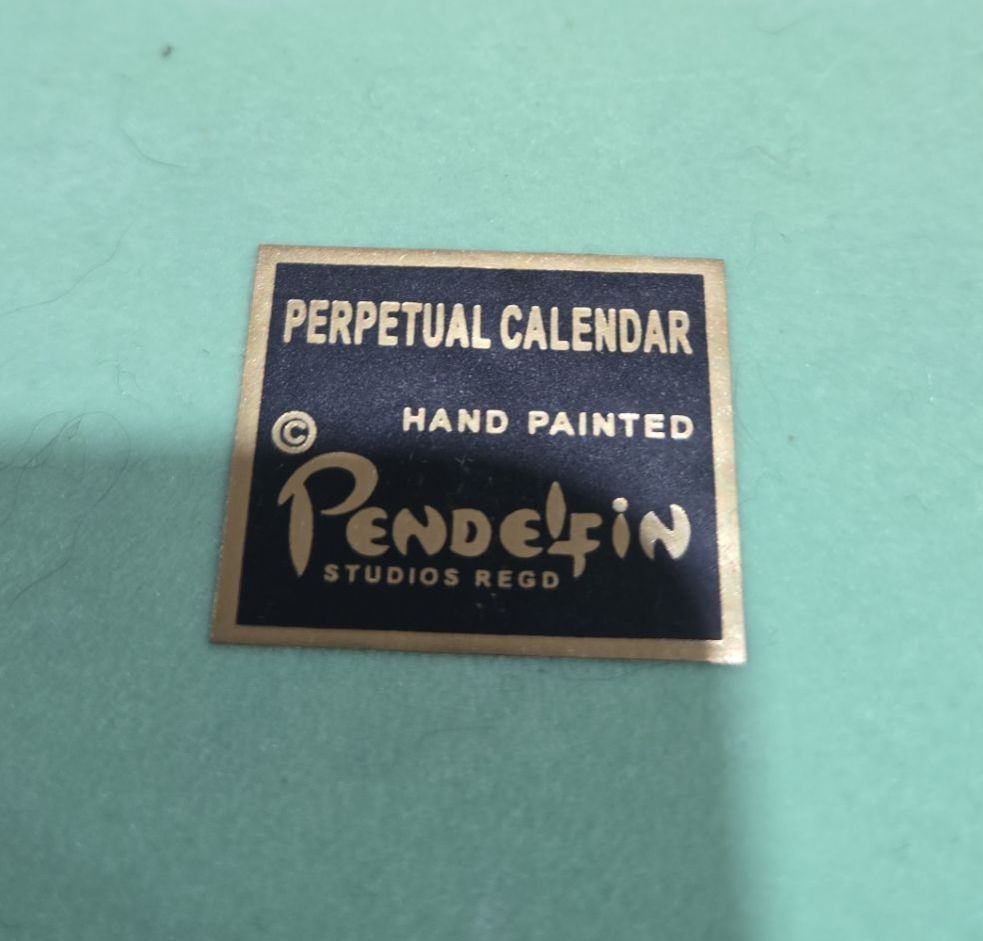 PERPETUAL CALENDAR
HAND PAINTED
©
PENDELFIN
STUDIOS REGD